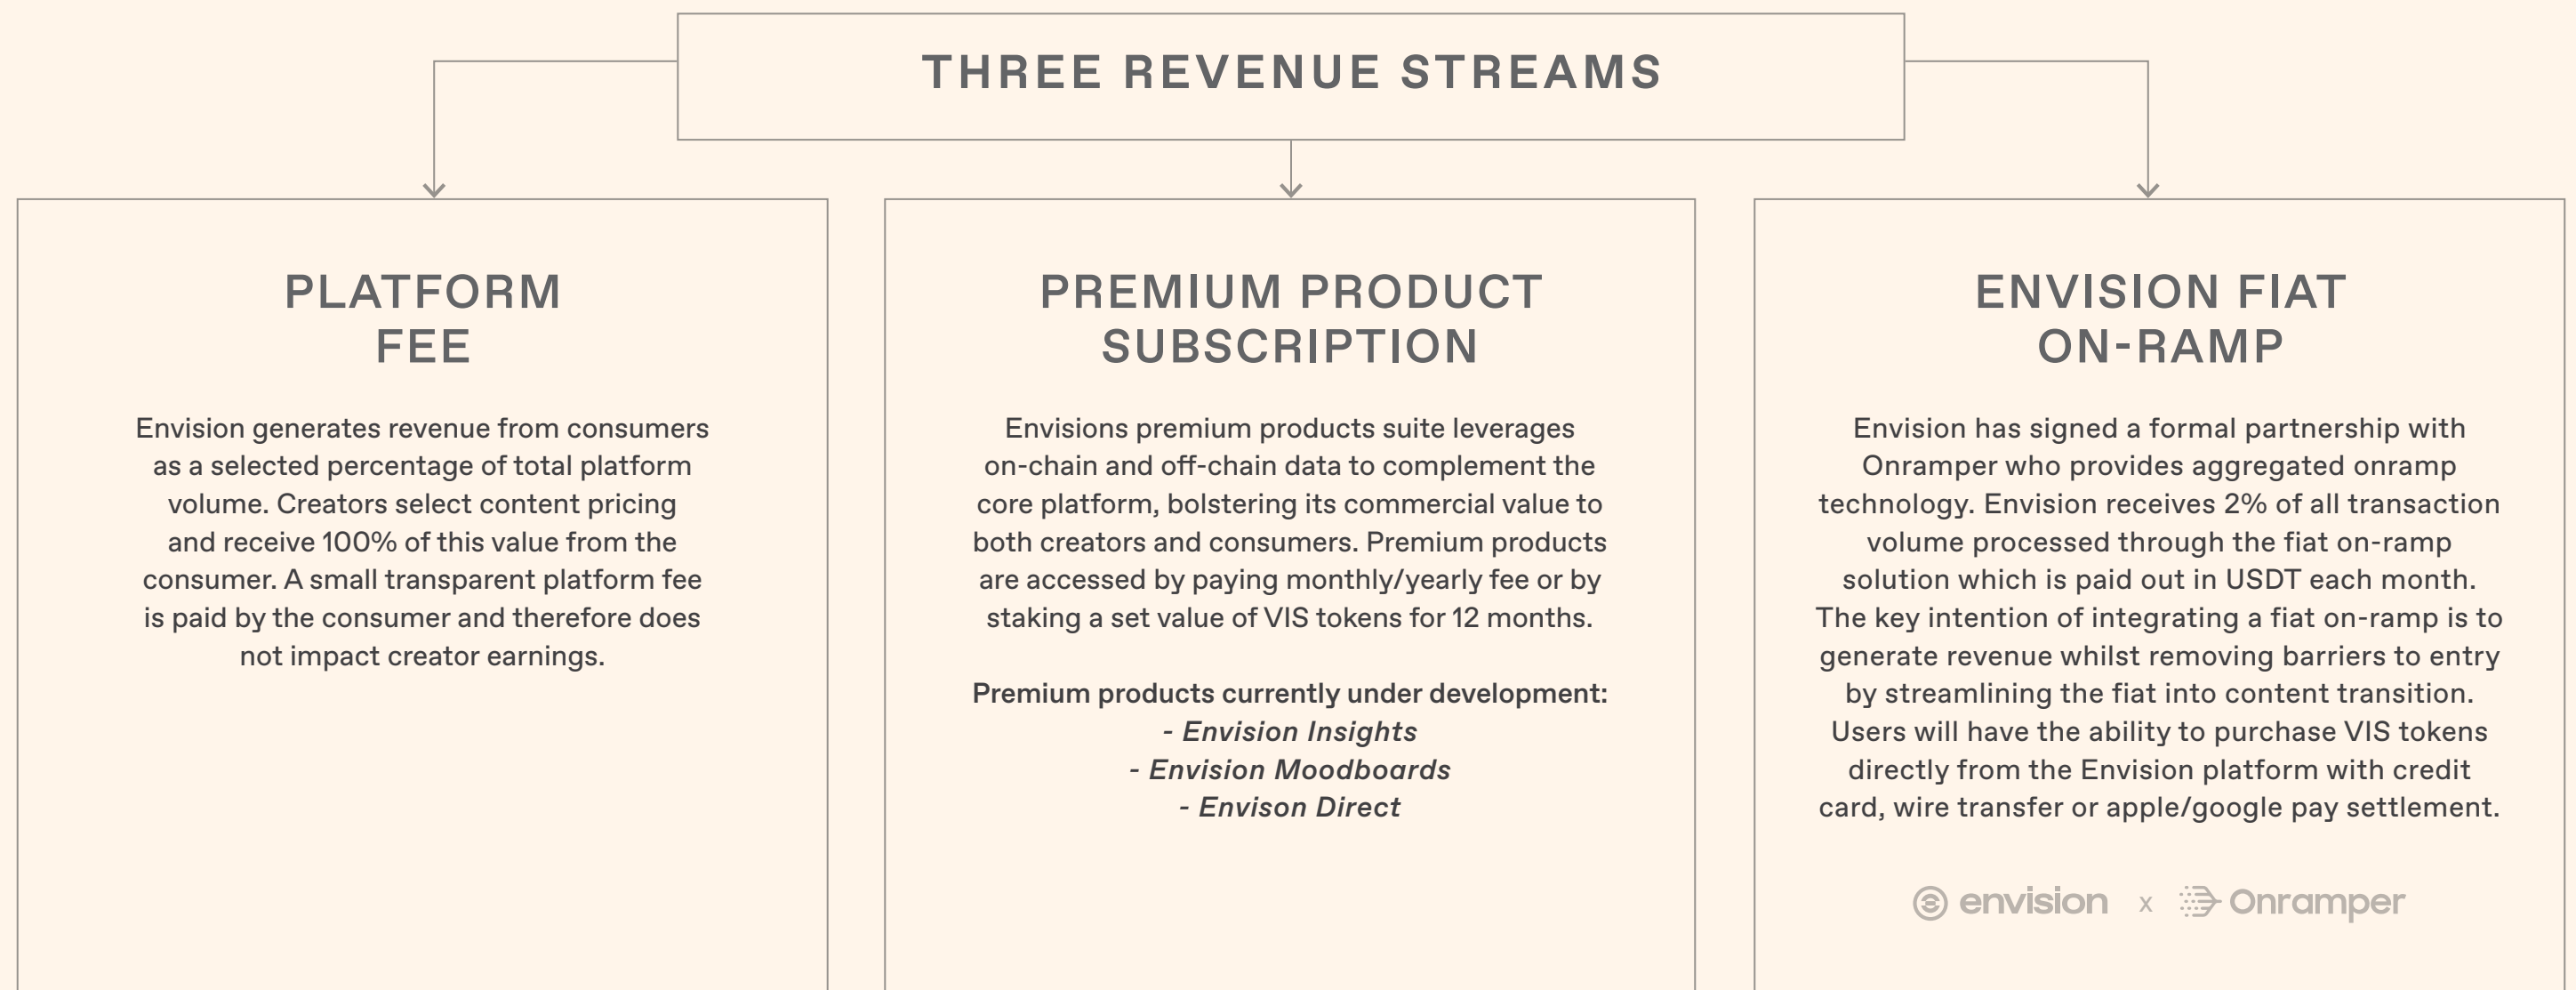 THREE REVENUE STREAMS
PLATFORM
FEE
Envision generates revenue from consumers
as a selected percentage of total platform
volume. Creators select content pricing
and receive 100% of this value from the
consumer. A small transparent platform fee
is paid by the consumer and therefore does
not impact creator earnings.
PREMIUM PRODUCT
SUBSCRIPTION
Envisions premium products suite leverages
on-chain and off-chain data to complement the
core platform, bolstering its commercial value to
both creators and consumers. Premium products
are accessed by paying monthly/yearly fee or by
staking a set value of VIS tokens for 12 months.
Premium products currently under development:
- Envision Insights
- Envision Moodboards
- Envison Direct
ENVISION FIAT
ON-RAMP
Envision has signed a formal partnership with
Onramper who provides aggregated onramp
technology. Envision receives 2% of all transaction
volume processed through the fiat on-ramp
solution which is paid out in USDT each month.
The key intention of integrating a fiat on-ramp is to
generate revenue whilst removing barriers to entry
by streamlining the fiat into content transition.
Users will have the ability to purchase VIS tokens
directly from the Envision platform with credit
card, wire transfer or apple/google pay settlement.
envision x Onramper